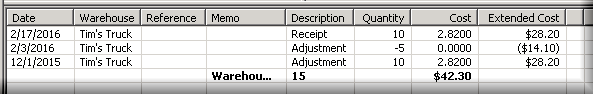 Date Warehouse Reference Memo Description Quantity Cost Extended Cost
2/17/2016 Tim's Truck Receipt 10 2.8200 $28.20
2/3/2016 Tim's Truck Adjustment -5 0.0000 ($14.10)
12/1/2015 Tim's Truck Adjustment 10 2.8200 $28.20
Warehou... 15 $42.30